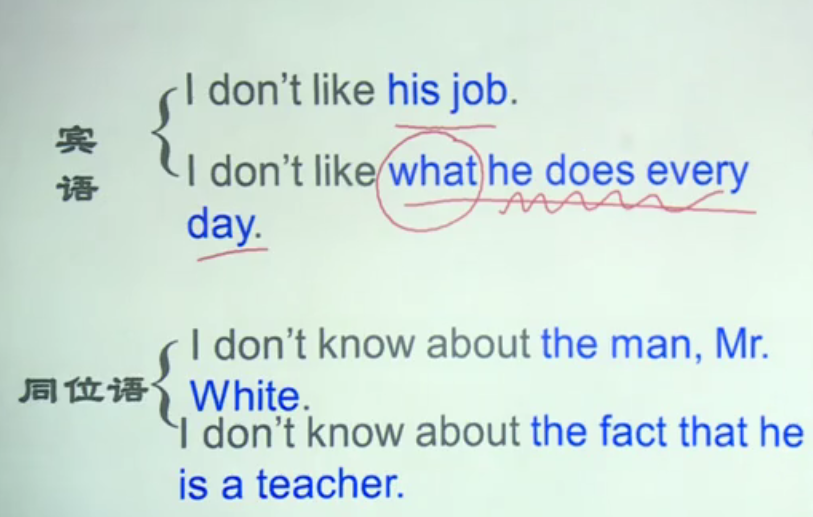 宾语
I don't like his job.
I don't like what he does every
day.
同位语
I don't know about the man, Mr.
White.
I don't know about the fact that he
is a teacher.